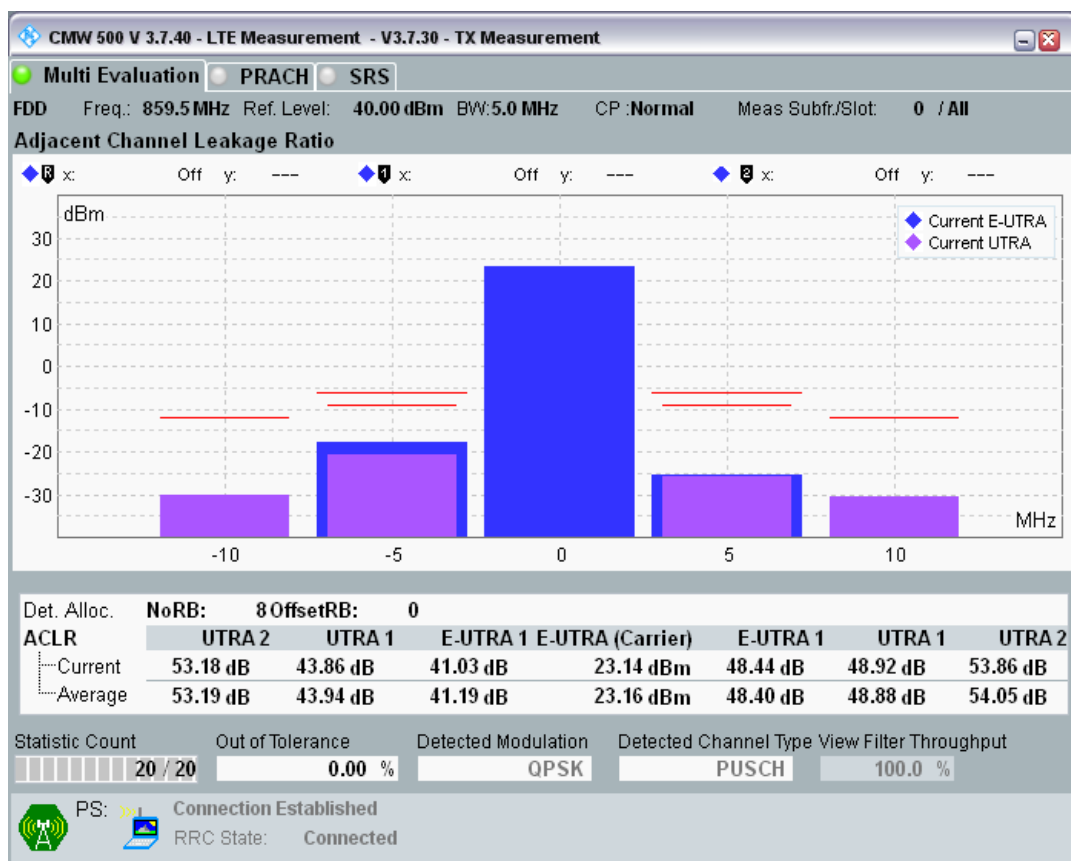 CMW 500 V 3.7.40 - LTE Measurement - V3.7.30 - TX Measurement
Multi Evaluation PRACH SRS
FDD Freq.: 859.5 MHz Ref. Level: 40.00 dBm BW:5.0 MHz CP :Normal Meas Subfr./Slot: 0 / All
Adjacent Channel Leakage Ratio
R x: Off y: --- 1 x: Off y: --- 2 x: Off y: ---
dBm
Current E-UTRA
Current UTRA
30
20
10
0
-10
-20
-30
MHz
-10 -5 0 5 10
Det. Alloc. NoRB: 8 OffsetRB: 0
ACLR UTRA 2 UTRA 1 E-UTRA 1 E-UTRA (Carrier) E-UTRA 1 UTRA 1 UTRA 2
Current 53.18 dB 43.86 dB 41.03 dB 23.14 dBm 48.44 dB 48.92 dB 53.86 dB
Average 53.19 dB 43.94 dB 41.19 dB 23.16 dBm 48.40 dB 48.88 dB 54.05 dB
Statistic Count Out of Tolerance Detected Modulation Detected Channel Type View Filter Throughput
20 / 20 0.00 % QPSK PUSCH 100.0 %
PS: Connection Established
RRC State: Connected